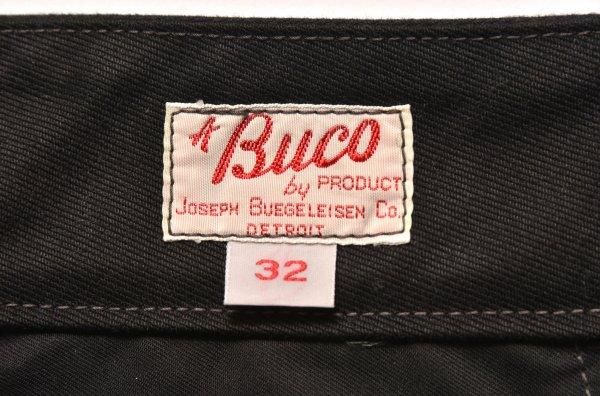 A Buco
by PRODUCT
JOSEPH BUEGELEISEN Co.
DETROIT
32